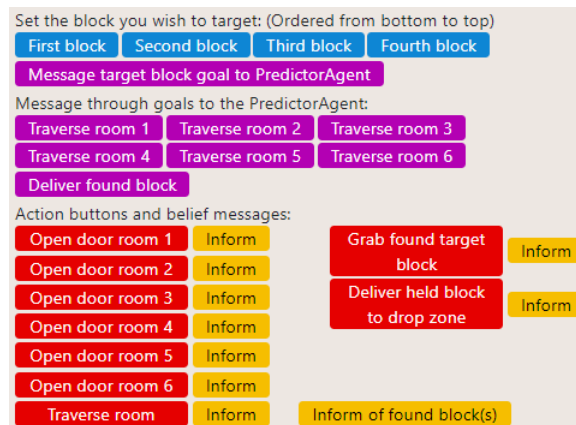 Set the block you wish to target: (Ordered from bottom to top)
First block Second block Third block Fourth block
Message target block goal to PredictorAgent
Message through goals to the PredictorAgent:
Traverse room 1 Traverse room 2 Traverse room 3
Traverse room 4 Traverse room 5 Traverse room 6
Deliver found block
Action buttons and belief messages:
Open door room 1 Inform
Open door room 2 Inform
Open door room 3 Inform
Open door room 4 Inform
Open door room 5 Inform
Open door room 6 Inform
Traverse room Inform Inform of found block(s)
Grab found target
block
Inform
Deliver held block
to drop zone
Inform